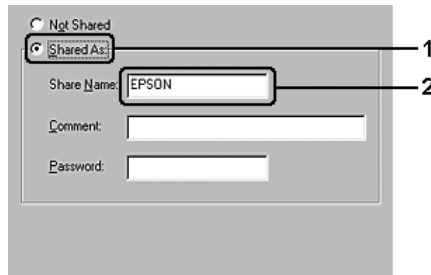 Not Shared
Shared As: 1
Share Name: EPSON 2
Comment:
Password: